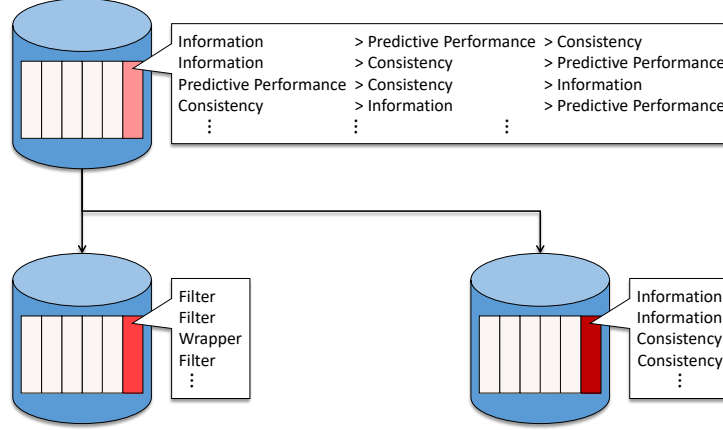 Information > Predictive Performance > Consistency
Information > Consistency > Predictive Performance
Predictive Performance > Consistency > Information
Consistency > Information > Predictive Performance
⋮ ⋮ ⋮
Filter
Filter
Wrapper
Filter
⋮
Information
Information
Consistency
Consistency
⋮